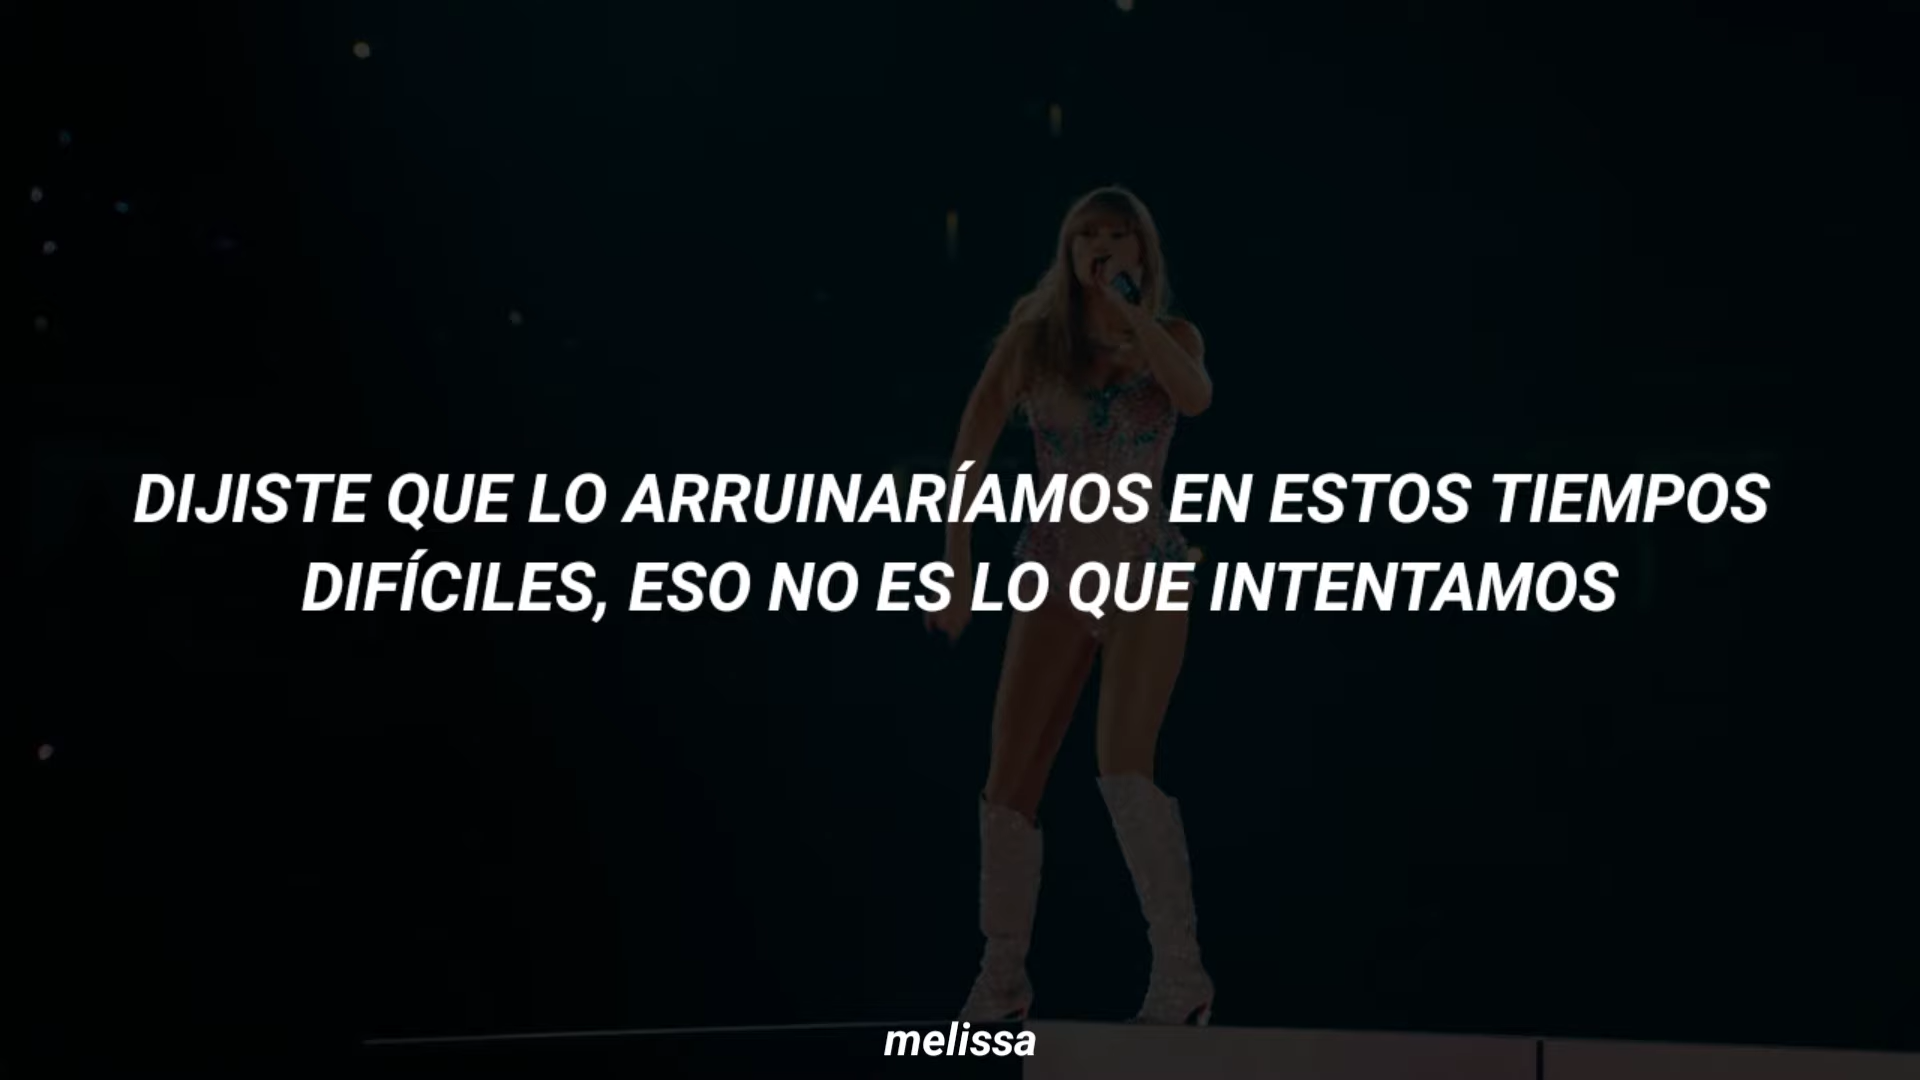 DIJISTE QUE LO ARRUINARÍAMOS EN ESTOS TIEMPOS
DIFÍCILES, ESO NO ES LO QUE INTENTAMOS
melissa